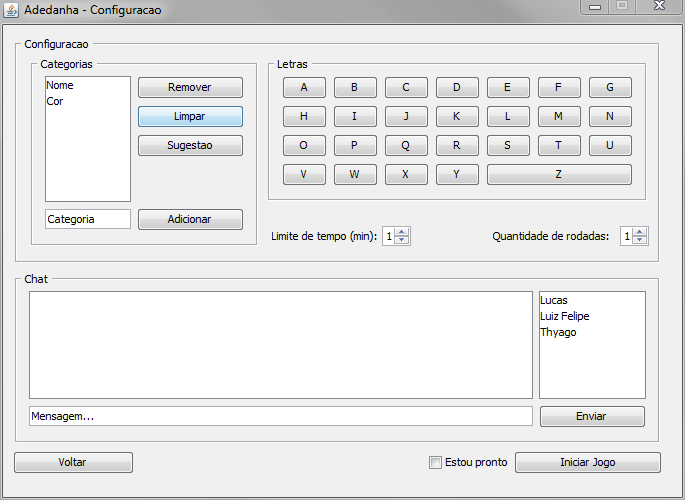 Adedanha - Configuracao
Configuracao
Categorias
Nome
Cor
Remover
Limpar
Sugestao
Categoria
Adicionar
Letras
A B C D E F G
H I J K L M N
O P Q R S T U
V W X Y Z
Limite de tempo (min): 1
Quantidade de rodadas: 1
Chat
Lucas
Luiz Felipe
Thyago
Mensagem...
Enviar
Voltar
Estou pronto
Iniciar Jogo